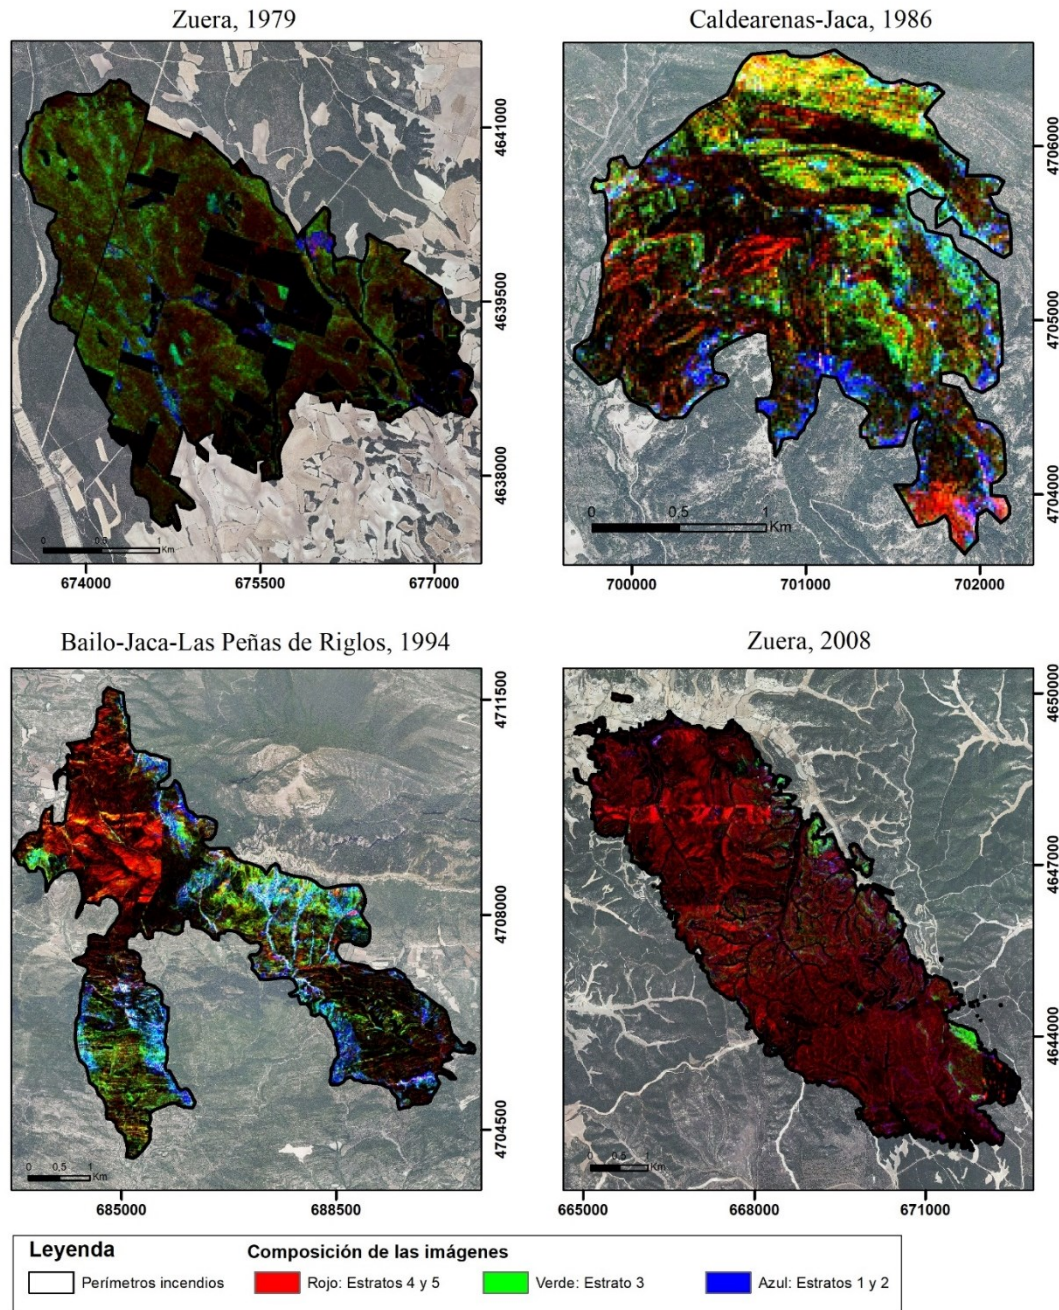 Zuera, 1979
Caldearenas-Jaca, 1986
4641000
4639500
4638000
4706000
4705000
4704000
0 0.5 1
Km
0 0.5 1
Km
674000 675500 677000
700000 701000 702000
Bailo-Jaca-Las Peñas de Riglos, 1994
Zuera, 2008
4711500
4708000
4704500
4650000
4647000
4644000
0 0.5 1
Km
0 0.5 1
Km
685000 688500
665000 668000 671000
Leyenda
Composición de las imágenes
Perímetros incendios
Rojo: Estratos 4 y 5
Verde: Estrato 3
Azul: Estratos 1 y 2